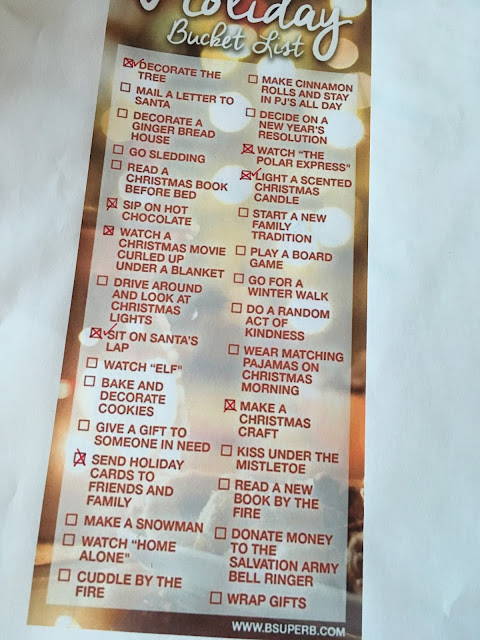 Holiday
Bucket List
DECORATE THE
TREE
MAIL A LETTER TO
SANTA
DECORATE A
GINGER BREAD
HOUSE
GO SLEDDING
READ A
CHRISTMAS BOOK
BEFORE BED
SIP ON HOT
CHOCOLATE
WATCH A
CHRISTMAS MOVIE
CURLED UP
UNDER A BLANKET
DRIVE AROUND
AND LOOK AT
CHRISTMAS
LIGHTS
SIT ON SANTA'S
LAP
WATCH "ELF"
BAKE AND
DECORATE
COOKIES
GIVE A GIFT TO
SOMEONE IN NEED
SEND HOLIDAY
CARDS TO
FRIENDS AND
FAMILY
MAKE A SNOWMAN
WATCH "HOME
ALONE"
CUDDLE BY THE
FIRE
MAKE CINNAMON
ROLLS AND STAY
IN PJ'S ALL DAY
DECIDE ON A
NEW YEAR'S
RESOLUTION
WATCH "THE
POLAR EXPRESS"
LIGHT A SCENTED
CHRISTMAS
CANDLE
START A NEW
FAMILY
TRADITION
PLAY A BOARD
GAME
GO FOR A
WINTER WALK
DO A RANDOM
ACT OF
KINDNESS
WEAR MATCHING
PAJAMAS ON
CHRISTMAS
MORNING
MAKE A
CHRISTMAS
CRAFT
KISS UNDER THE
MISTLETOE
READ A NEW
BOOK BY THE
FIRE
DONATE MONEY
TO THE
SALVATION ARMY
BELL RINGER
WRAP GIFTS
WWW.BSUPERB.COM